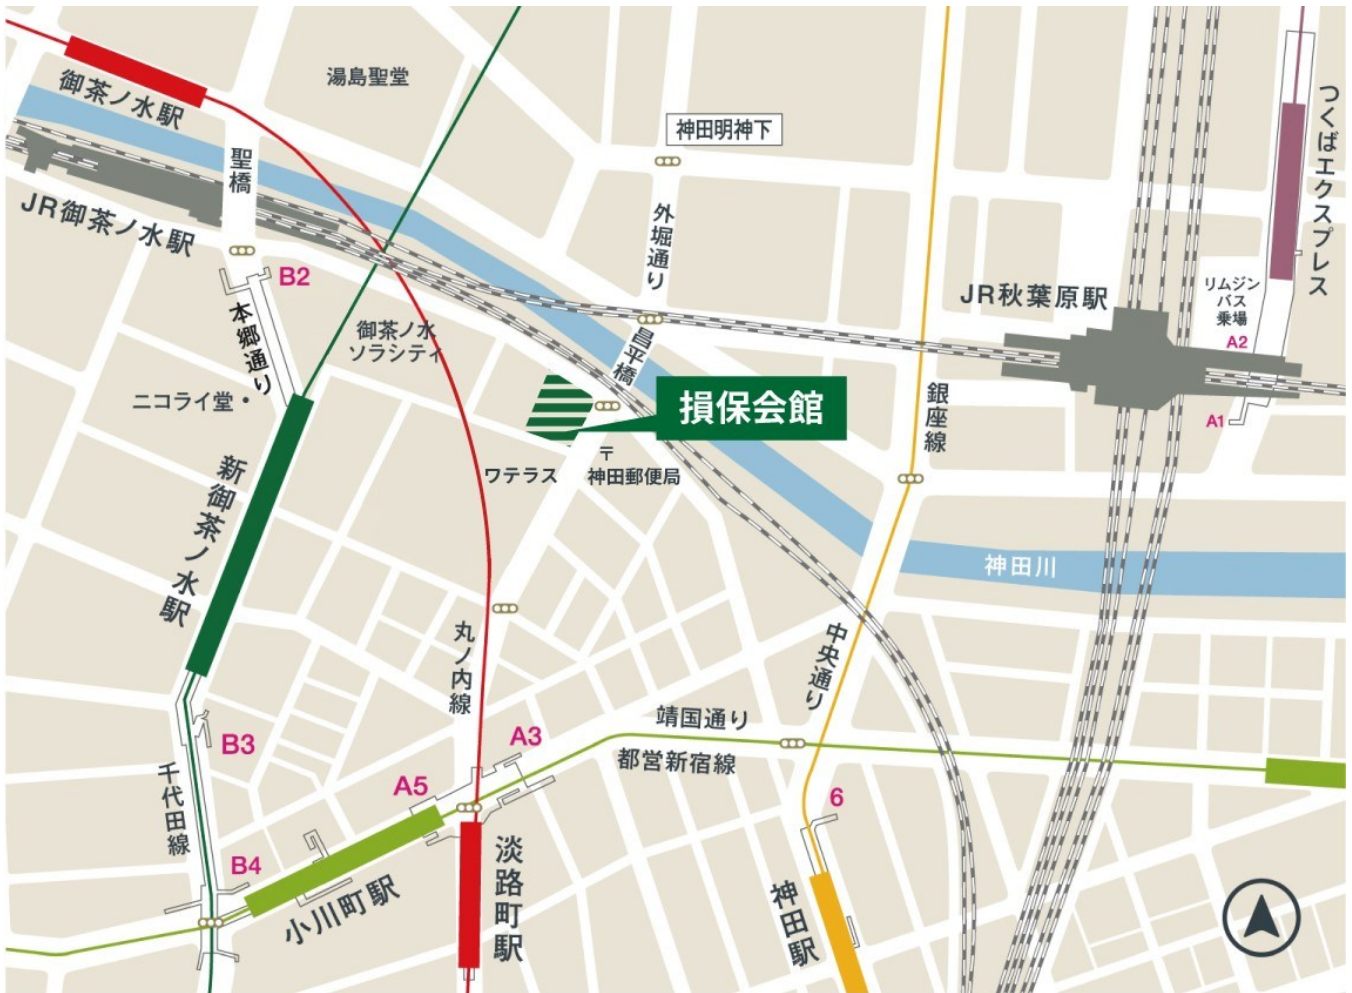 御茶ノ水駅
湯島聖堂
神田明神下
つくばエクスプレス
聖橋
JR御茶ノ水駅
外堀通り
B2
JR秋葉原駅
リムジン
バス
乗場
A2
本郷通り
御茶ノ水
ソラシティ
昌平橋
ニコライ堂・
損保会館
銀座線
A1
新御茶ノ水駅
ワテラス
〒
神田郵便局
神田川
丸ノ内線
中央通り
靖国通り
B3
A3
都営新宿線
千代田線
A5
6
B4
小川町駅
淡路町駅
神田駅